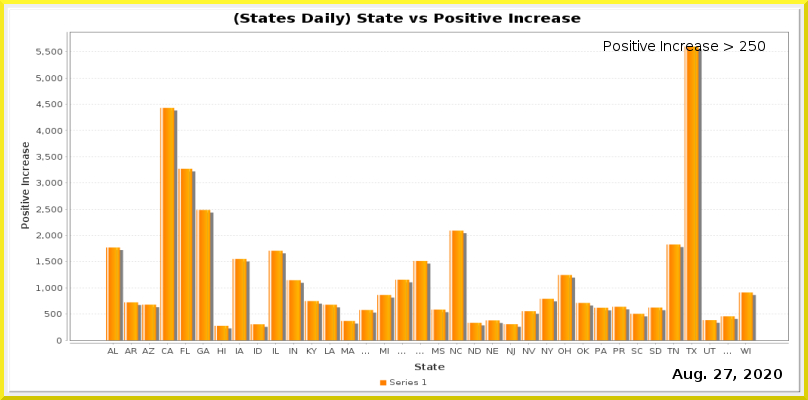 (States Daily) State vs Positive Increase
Positive Increase > 250
5,500
5,000
4,500
4,000
3,500
3,000
2,500
2,000
1,500
1,000
500
0
Positive Increase
AL AR AZ CA FL GA HI IA ID IL IN KY LA MA ... MI ... ... MS NC ND NE NJ NV NY OH OK PA PR SC SD TN TX UT ... WI
State
Series 1
Aug. 27, 2020